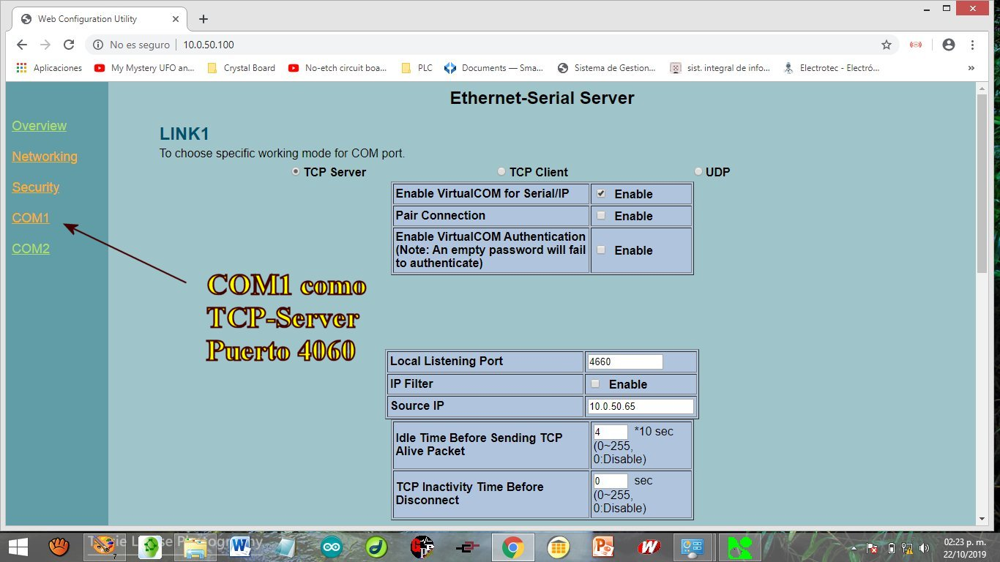 Web Configuration Utility
No es seguro | 10.0.50.100
Aplicaciones My Mystery UFO an... Crystal Board No-etch circuit boa... PLC Documents — Sma... Sistema de Gestion... sist. integral de info... Electrotec - Electró... »
Ethernet-Serial Server
Overview
Networking
Security
COM1
COM2
LINK1
To choose specific working mode for COM port.
TCP Server TCP Client UDP
Enable VirtualCOM for Serial/IP Enable
Pair Connection Enable
Enable VirtualCOM Authentication
(Note: An empty password will fail
to authenticate) Enable
COM1 como
TCP-Server
Puerto 4060
Local Listening Port 4660
IP Filter Enable
Source IP 10.0.50.65
Idle Time Before Sending TCP
Alive Packet
4 *10 sec
(0~255,
0:Disable)
TCP Inactivity Time Before
Disconnect
0 sec
(0~255,
0:Disable)
Photography
7
02:23 p. m.
22/10/2019